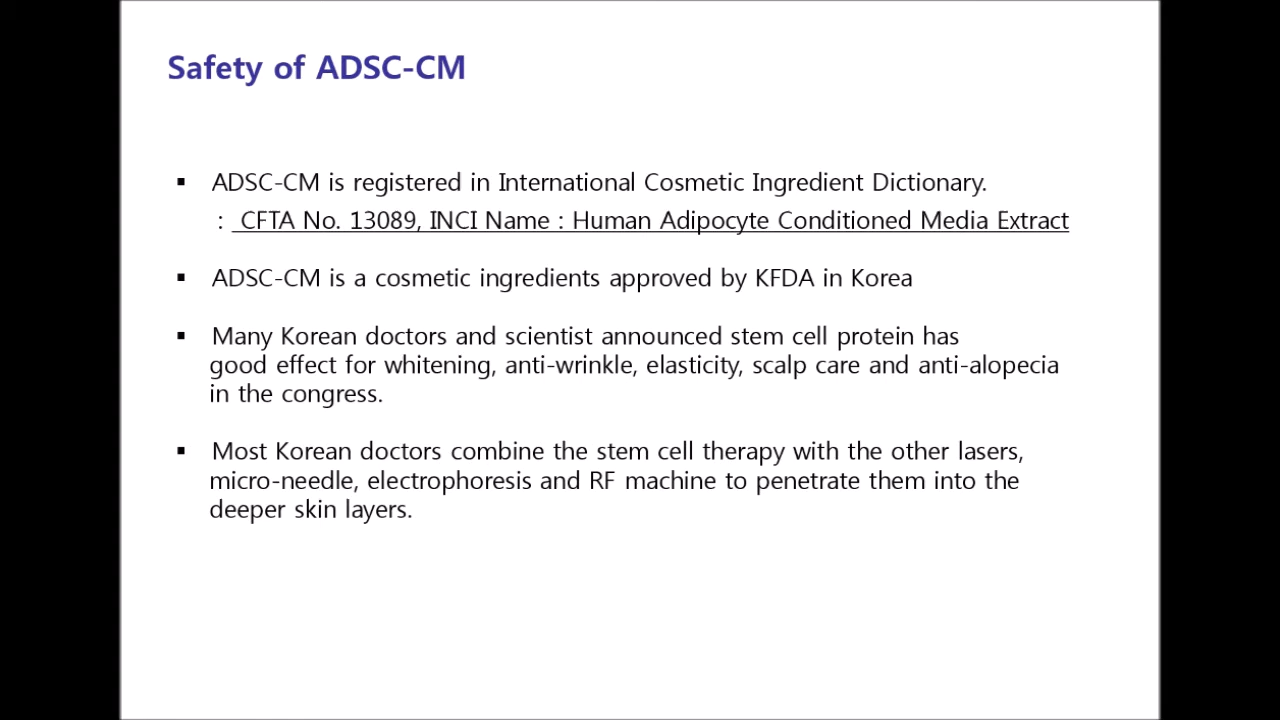 Safety of ADSC-CM
▪ ADSC-CM is registered in International Cosmetic Ingredient Dictionary.
: CFTA No. 13089, INCI Name : Human Adipocyte Conditioned Media Extract
▪ ADSC-CM is a cosmetic ingredients approved by KFDA in Korea
▪ Many Korean doctors and scientist announced stem cell protein has
good effect for whitening, anti-wrinkle, elasticity, scalp care and anti-alopecia
in the congress.
▪ Most Korean doctors combine the stem cell therapy with the other lasers,
micro-needle, electrophoresis and RF machine to penetrate them into the
deeper skin layers.